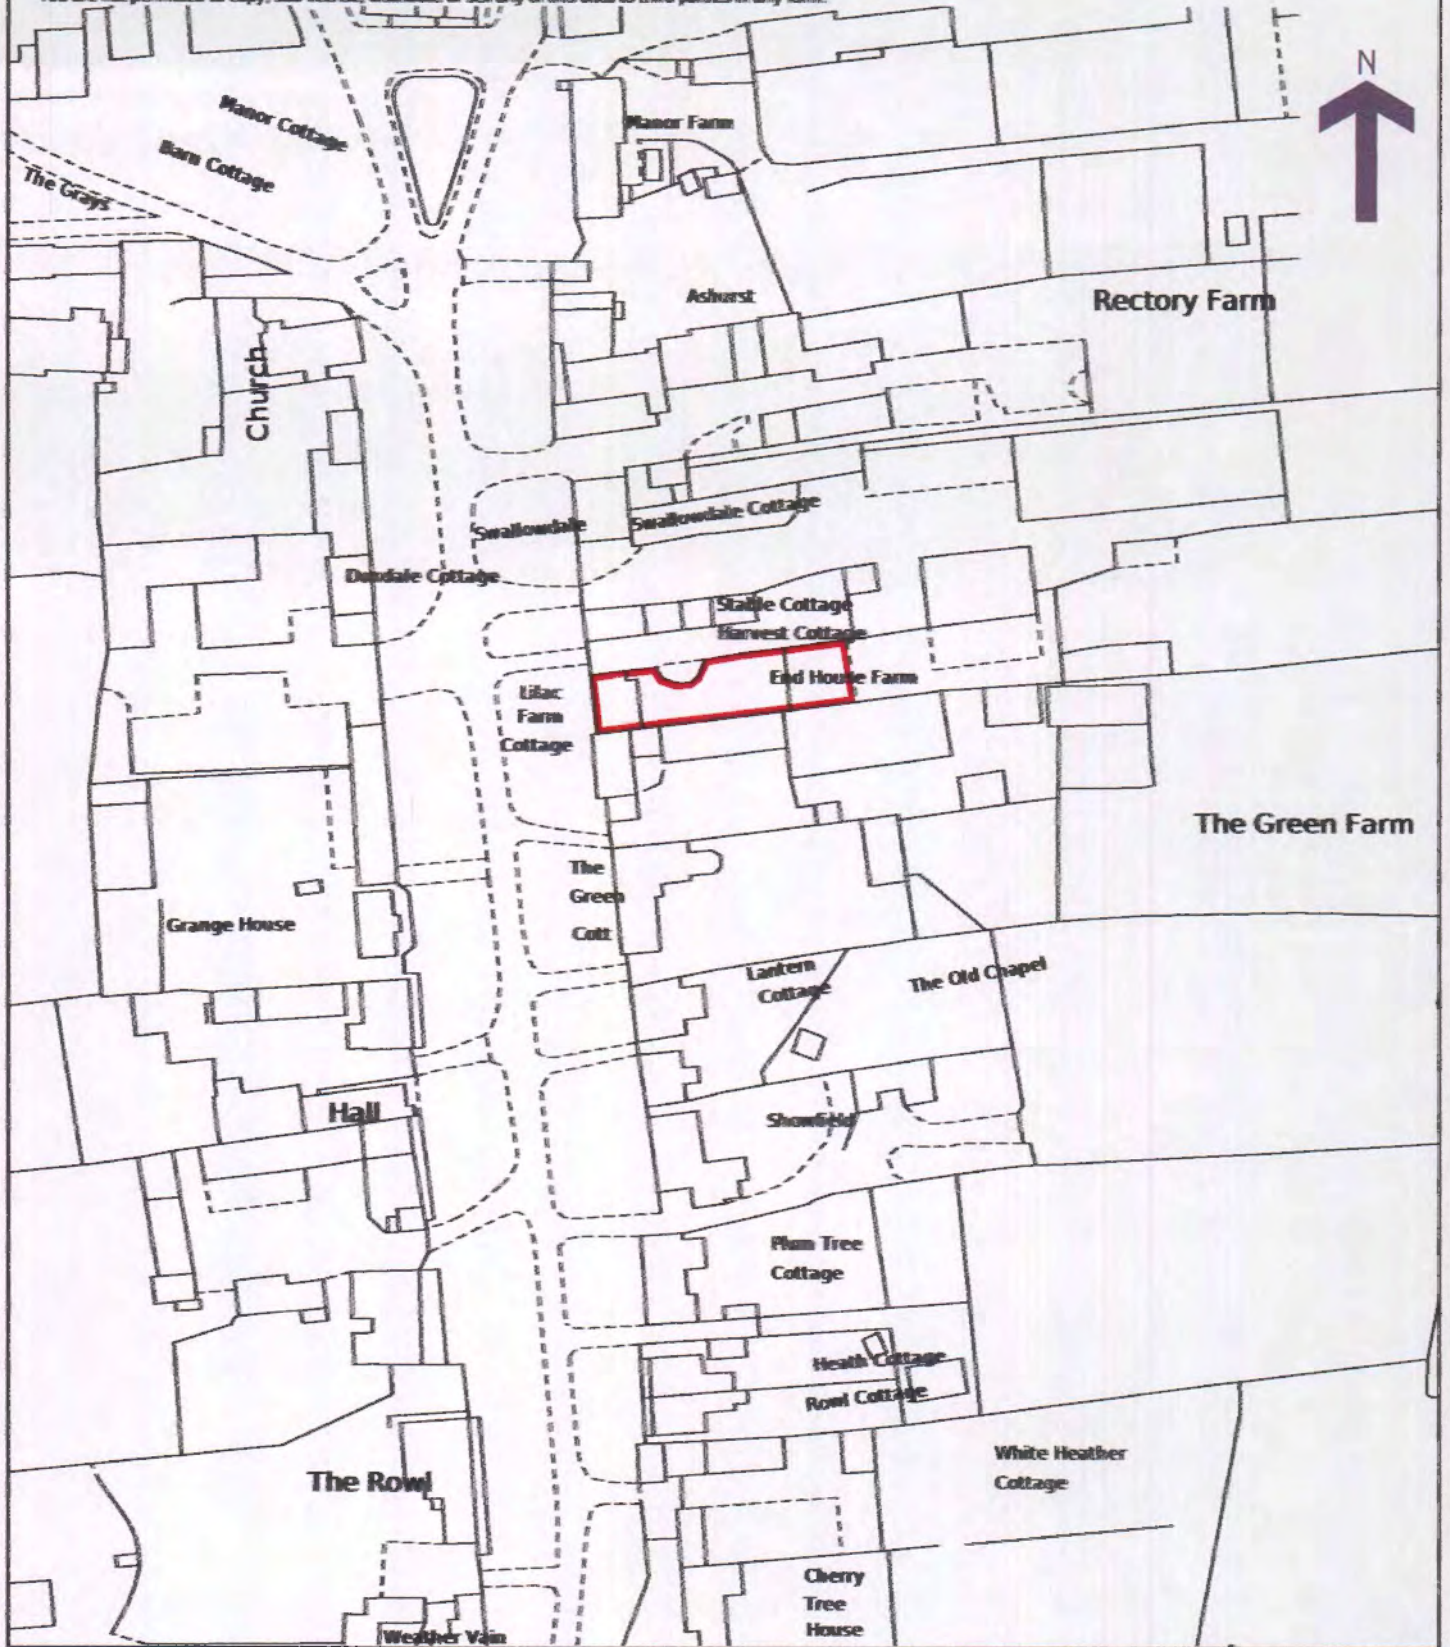 N
Manor Cottage
Manor Farm
Barn Cottage
The Grays
Ashurst
Rectory Farm
Church
Swallowdale
Swallowdale Cottage
Duxdale Cottage
Stable Cottage
Harvest Cottage
End House Farm
Lilac
Farm
Cottage
The Green Farm
The
Green
Cott
Grange House
Lantern
Cottage
The Old Chapel
Hall
Plum Tree
Cottage
Heath Cottage
Rowl Cottage
White Heather
Cottage
The Rowl
Cherry
Tree
House
Weather Vain